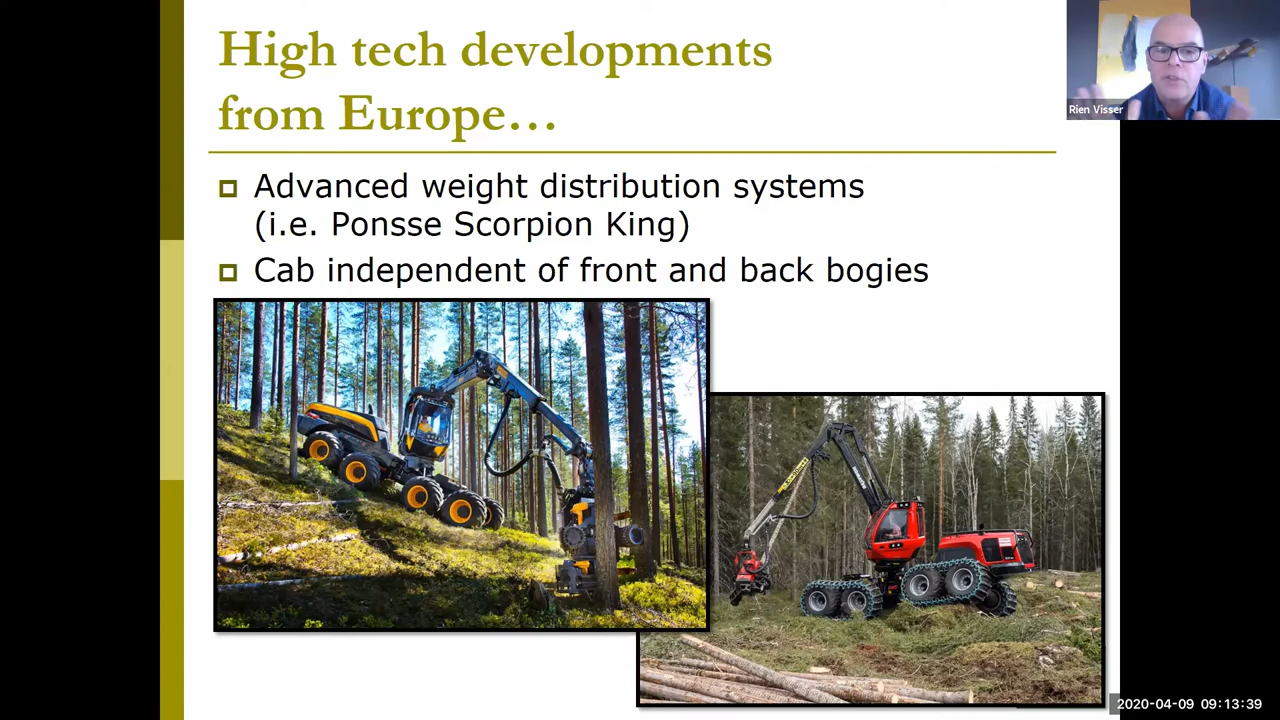 High tech developments
from Europe…
Rien Visser
Advanced weight distribution systems
(i.e. Ponsse Scorpion King)
Cab independent of front and back bogies
2020-04-09 09:13:39